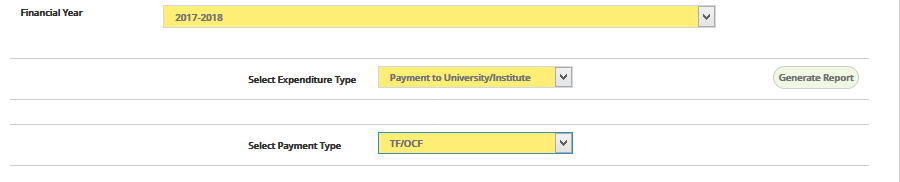 Financial Year
2017-2018
Select Expenditure Type
Payment to University/Institute
Generate Report
Select Payment Type
TF/OCF